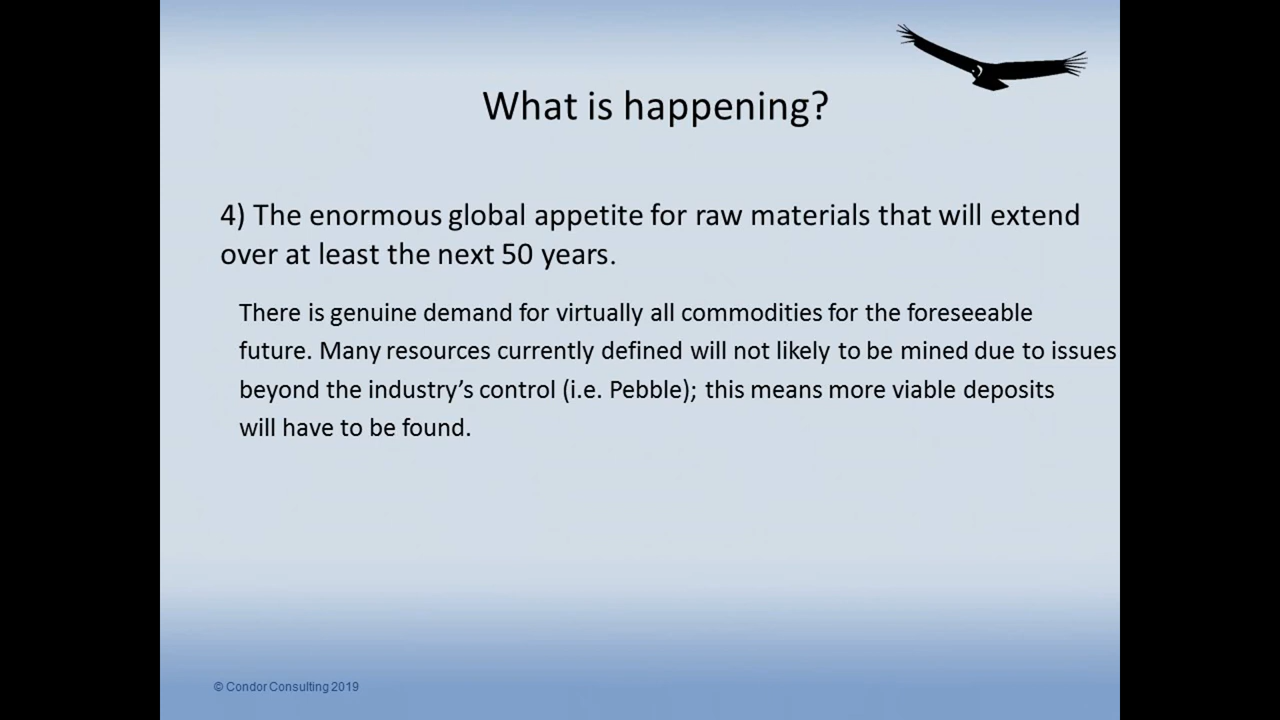 What is happening?
4) The enormous global appetite for raw materials that will extend
over at least the next 50 years.
There is genuine demand for virtually all commodities for the foreseeable
future. Many resources currently defined will not likely to be mined due to issues
beyond the industry’s control (i.e. Pebble); this means more viable deposits
will have to be found.
© Condor Consulting 2019